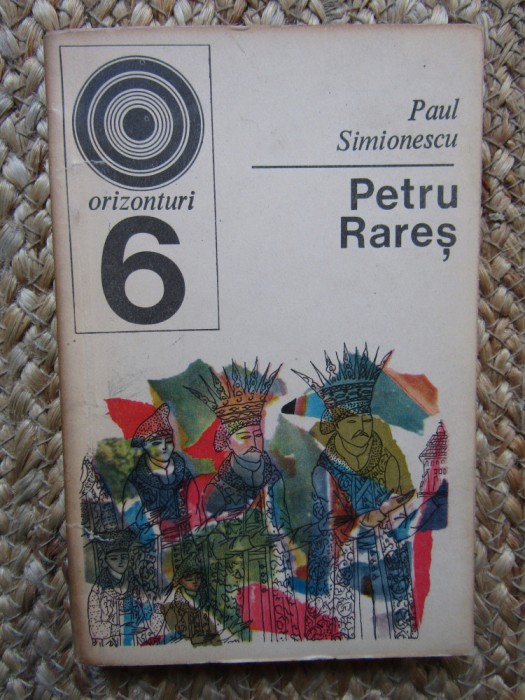 orizonturi
6
Paul
Simionescu
Petru
Rareș